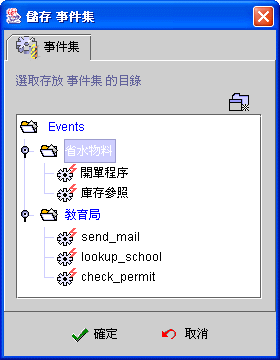 儲存 事件集
事件集
選取存放 事件集 的目錄
Events
省水物料
開單程序
庫存參照
教育局
send_mail
lookup_school
check_permit
確定
取消